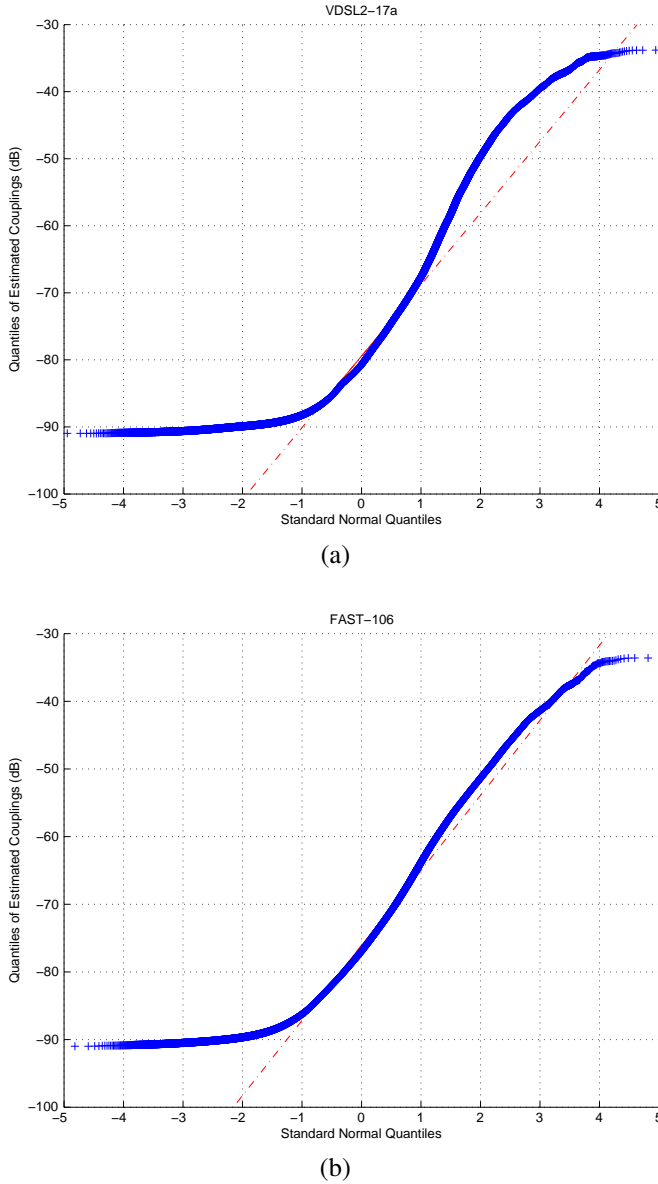 VDSL2−17a
−30
−40
−50
−60
−70
−80
−90
−100
Quantiles of Estimated Couplings (dB)
−5 −4 −3 −2 −1 0 1 2 3 4 5
Standard Normal Quantiles
(a)
FAST−106
−30
−40
−50
−60
−70
−80
−90
−100
Quantiles of Estimated Couplings (dB)
−5 −4 −3 −2 −1 0 1 2 3 4 5
Standard Normal Quantiles
(b)